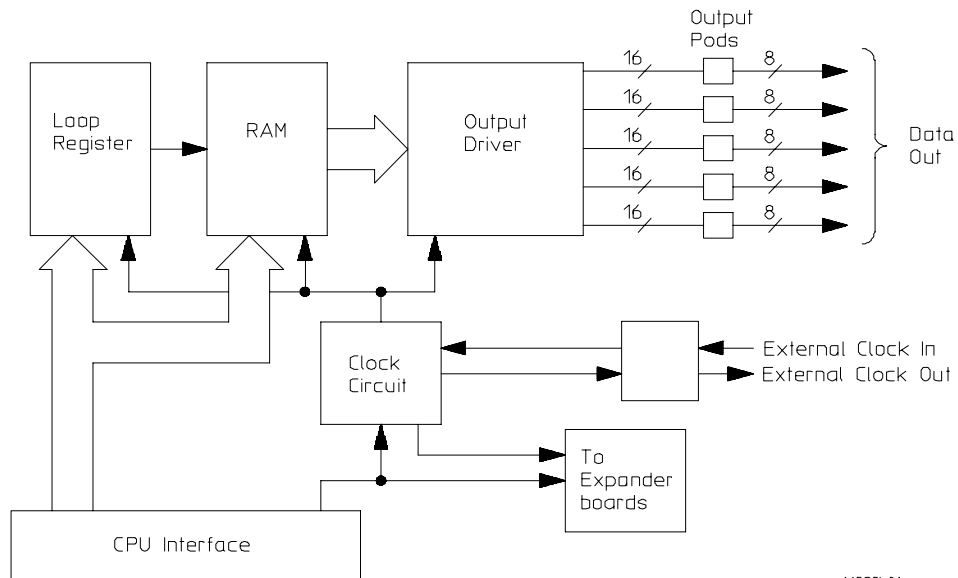 Output
Pods
16 8
Loop
Register
RAM
Output
Driver
16 8
16 8
Data
Out
16 8
16 8
Clock
Circuit
External Clock In
External Clock Out
To
Expander
boards
CPU Interface